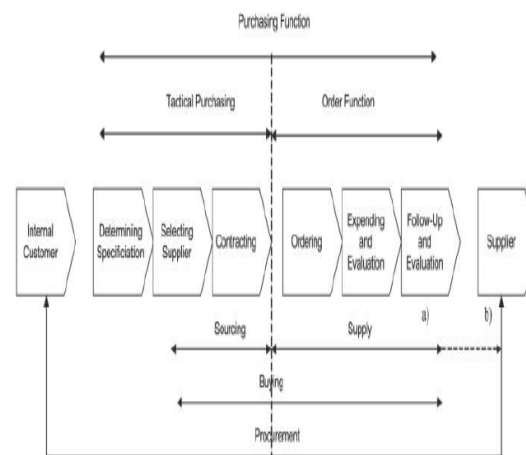 Purchasing Function
Tactical Purchasing
Order Function
Internal
Customer
Determining
Specificiation
Selecting
Supplier
Contracting
Ordering
Expending
and
Evaluation
Follow-Up
and
Evaluation
Supplier
a)
b)
Sourcing
Supply
Buying
Procurement